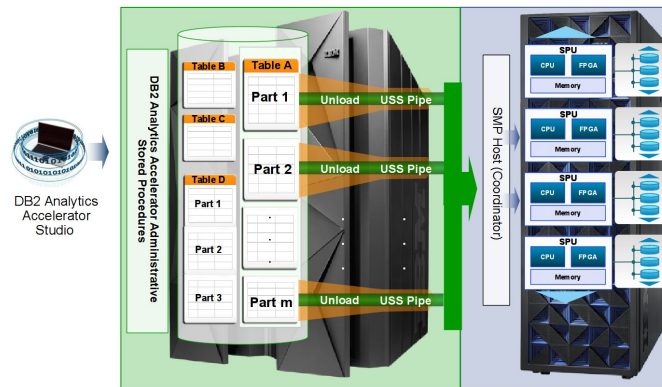 DB2 Analytics
Accelerator
Studio
DB2 Analytics Accelerator Administrative
Stored Procedures
Table B
Table C
Table D
Part 1
Part 2
Part 3
Table A
Part 1
Part 2
Part m
IBM
Unload
USS Pipe
Unload
USS Pipe
Unload
USS Pipe
SMP Host (Coordinator)
SPU
CPU
FPGA
Memory
SPU
CPU
FPGA
Memory
SPU
CPU
FPGA
Memory
SPU
CPU
FPGA
Memory